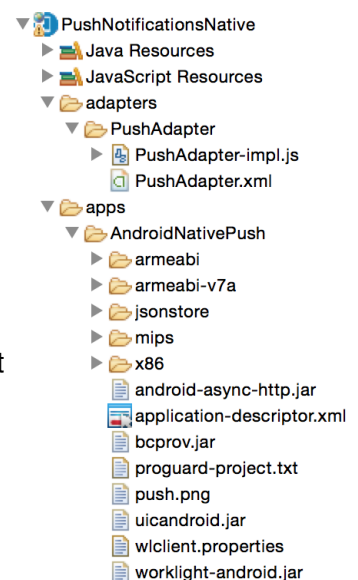 PushNotificationsNative
Java Resources
JavaScript Resources
adapters
PushAdapter
PushAdapter-impl.js
PushAdapter.xml
apps
AndroidNativePush
armeabi
armeabi-v7a
jsonstore
mips
t
x86
android-async-http.jar
application-descriptor.xml
bcprov.jar
proguard-project.txt
push.png
uicandroid.jar
wlclient.properties
worklight-android.jar